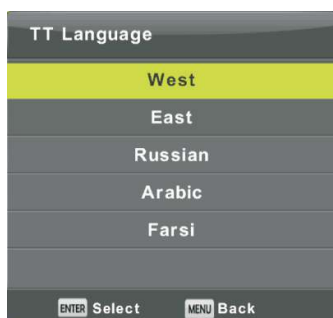 TT Language
West
East
Russian
Arabic
Farsi
ENTER Select MENU Back